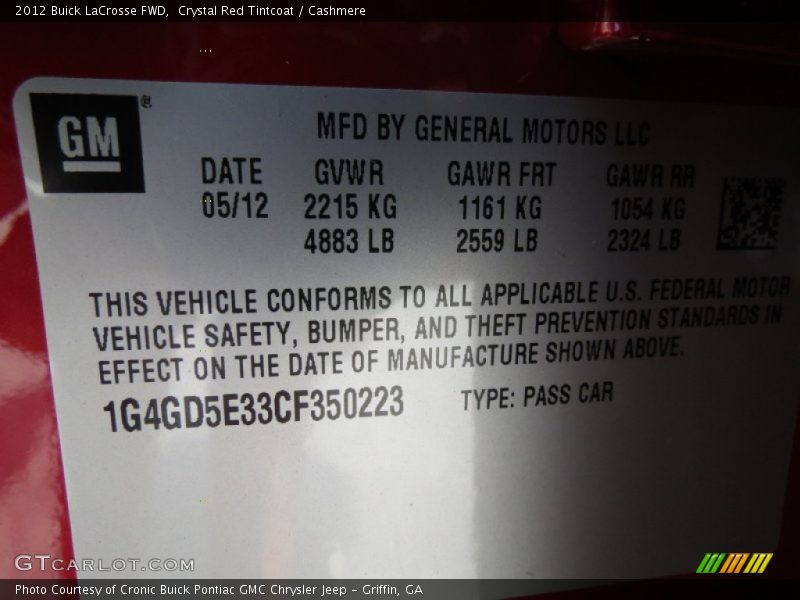 2012 Buick LaCrosse FWD, Crystal Red Tintcoat / Cashmere
GM ®
MFD BY GENERAL MOTORS LLC
DATE GVWR GAWR FRT GAWR RR
05/12 2215 KG 1161 KG 1054 KG
4883 LB 2559 LB 2324 LB
THIS VEHICLE CONFORMS TO ALL APPLICABLE U.S. FEDERAL MOTOR
VEHICLE SAFETY, BUMPER, AND THEFT PREVENTION STANDARDS IN
EFFECT ON THE DATE OF MANUFACTURE SHOWN ABOVE.
1G4GD5E33CF350223 TYPE: PASS CAR
GTCARLOT.COM
Photo Courtesy of Cronic Buick Pontiac GMC Chrysler Jeep - Griffin, GA